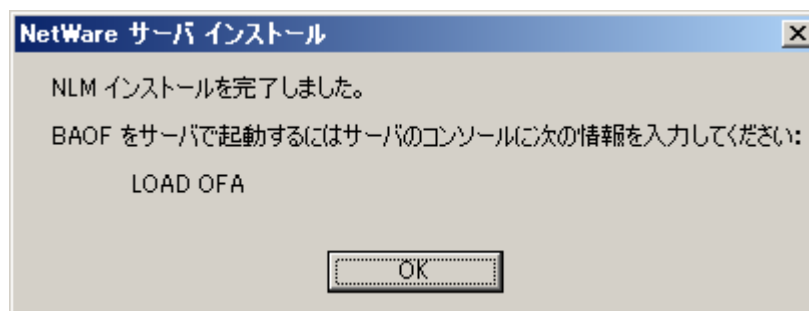 NetWare サーバ インストール
NLM インストールを完了しました。
BAOF をサーバで起動するにはサーバのコンソールに次の情報を入力してください:
LOAD OFA
OK